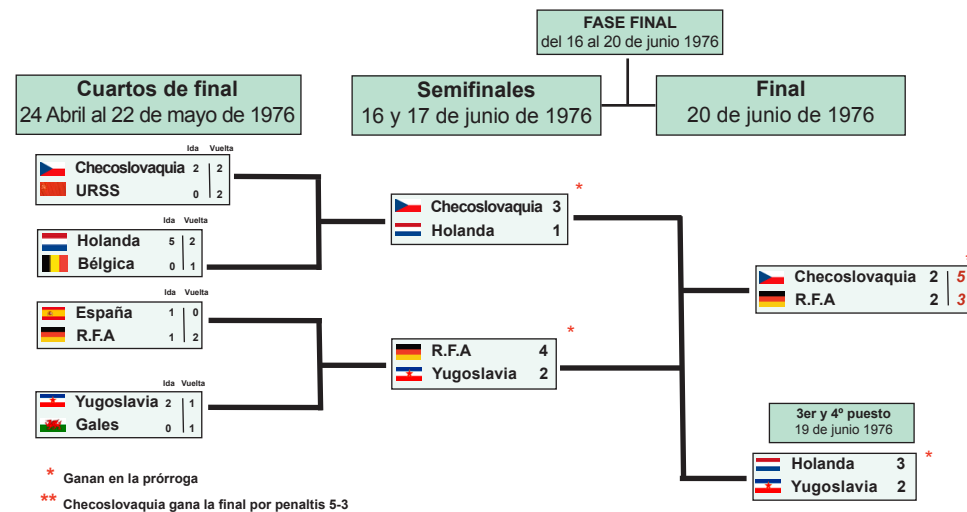 FASE FINAL
del 16 al 20 de junio 1976
Cuartos de final
24 Abril al 22 de mayo de 1976
Semifinales
16 y 17 de junio de 1976
Final
20 de junio de 1976
Ida Vuelta
Checoslovaquia 2 2
URSS 0 2
Ida Vuelta
Holanda 5 2
Bélgica 0 1
Ida Vuelta
España 1 0
R.F.A 1 2
Ida Vuelta
Yugoslavia 2 1
Gales 0 1
*
Checoslovaquia 3
Holanda 1
*
R.F.A 4
Yugoslavia 2
Checoslovaquia 2 5
R.F.A 2 3
3er y 4º puesto
19 de junio 1976
*
Holanda 3
Yugoslavia 2
* Ganan en la prórroga
** Checoslovaquia gana la final por penaltis 5-3